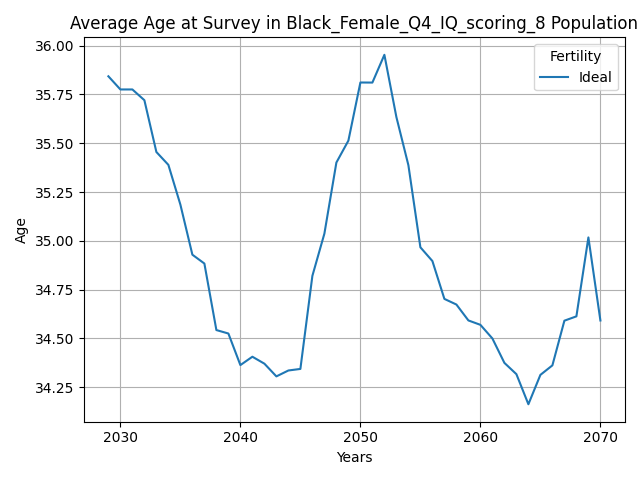 Average Age at Survey in Black_Female_Q4_IQ_scoring_8 Population
Fertility
Ideal
36.00
35.75
35.50
35.25
35.00
34.75
34.50
34.25
Age
2030 2040 2050 2060 2070
Years